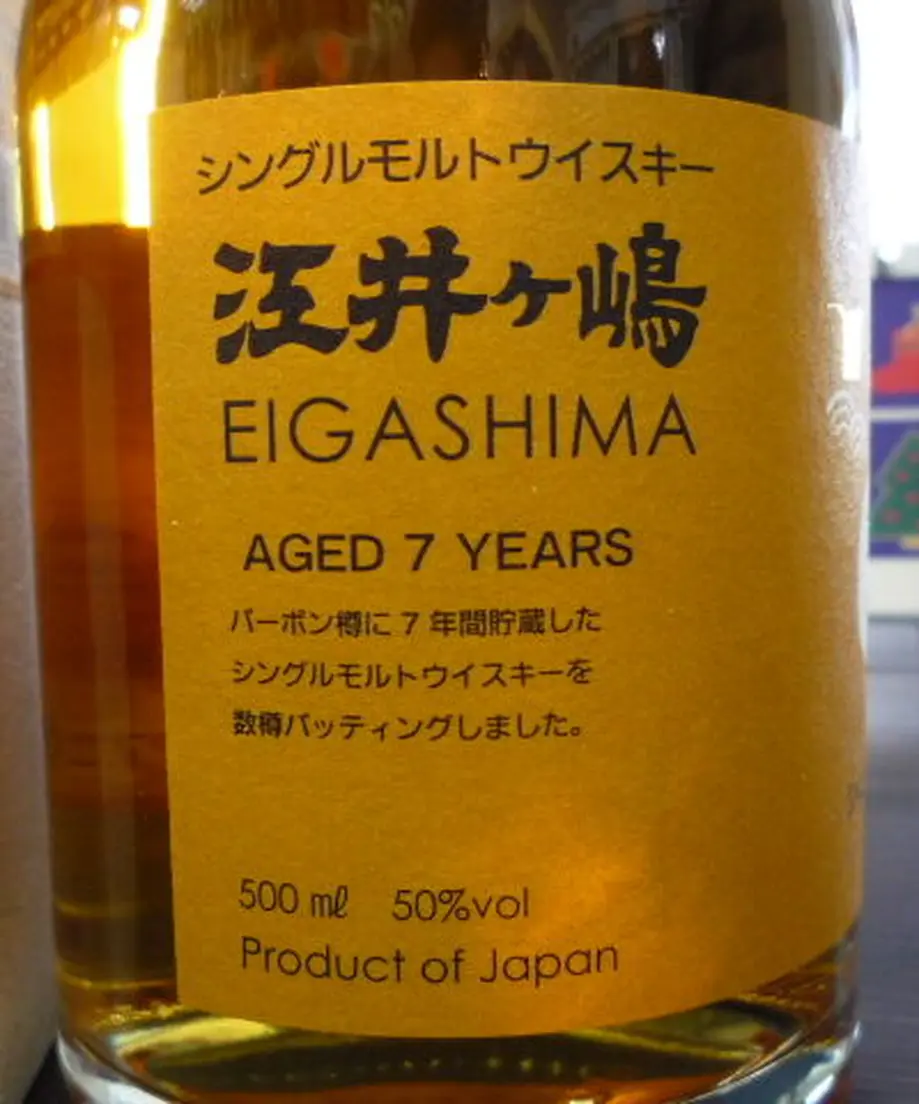 シングルモルトウイスキー
江井ヶ嶋
EIGASHIMA
AGED 7 YEARS
バーボン樽に 7 年間貯蔵した
シングルモルトウイスキーを
数樽バッティングしました。
500 ㎖ 50%vol
Product of Japan